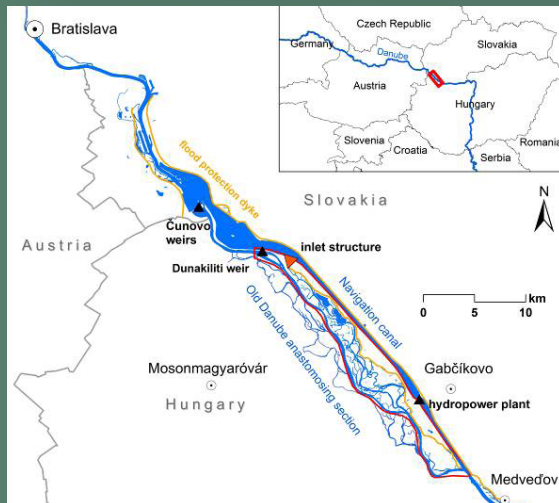 Bratislava
flood protection dyke
Slovakia
Austria
Čunovo
weirs
Dunakiliti weir
inlet structure
Navigation canal
Old Danube anastomosing section
Mosonmagyaróvár
Hungary
Gabčíkovo
hydropower plant
Medveďov
Czech Republic
Germany
Danube
Slovakia
Austria
Hungary
Slovenia
Croatia
Serbia
Romania
N
0 5 10
km